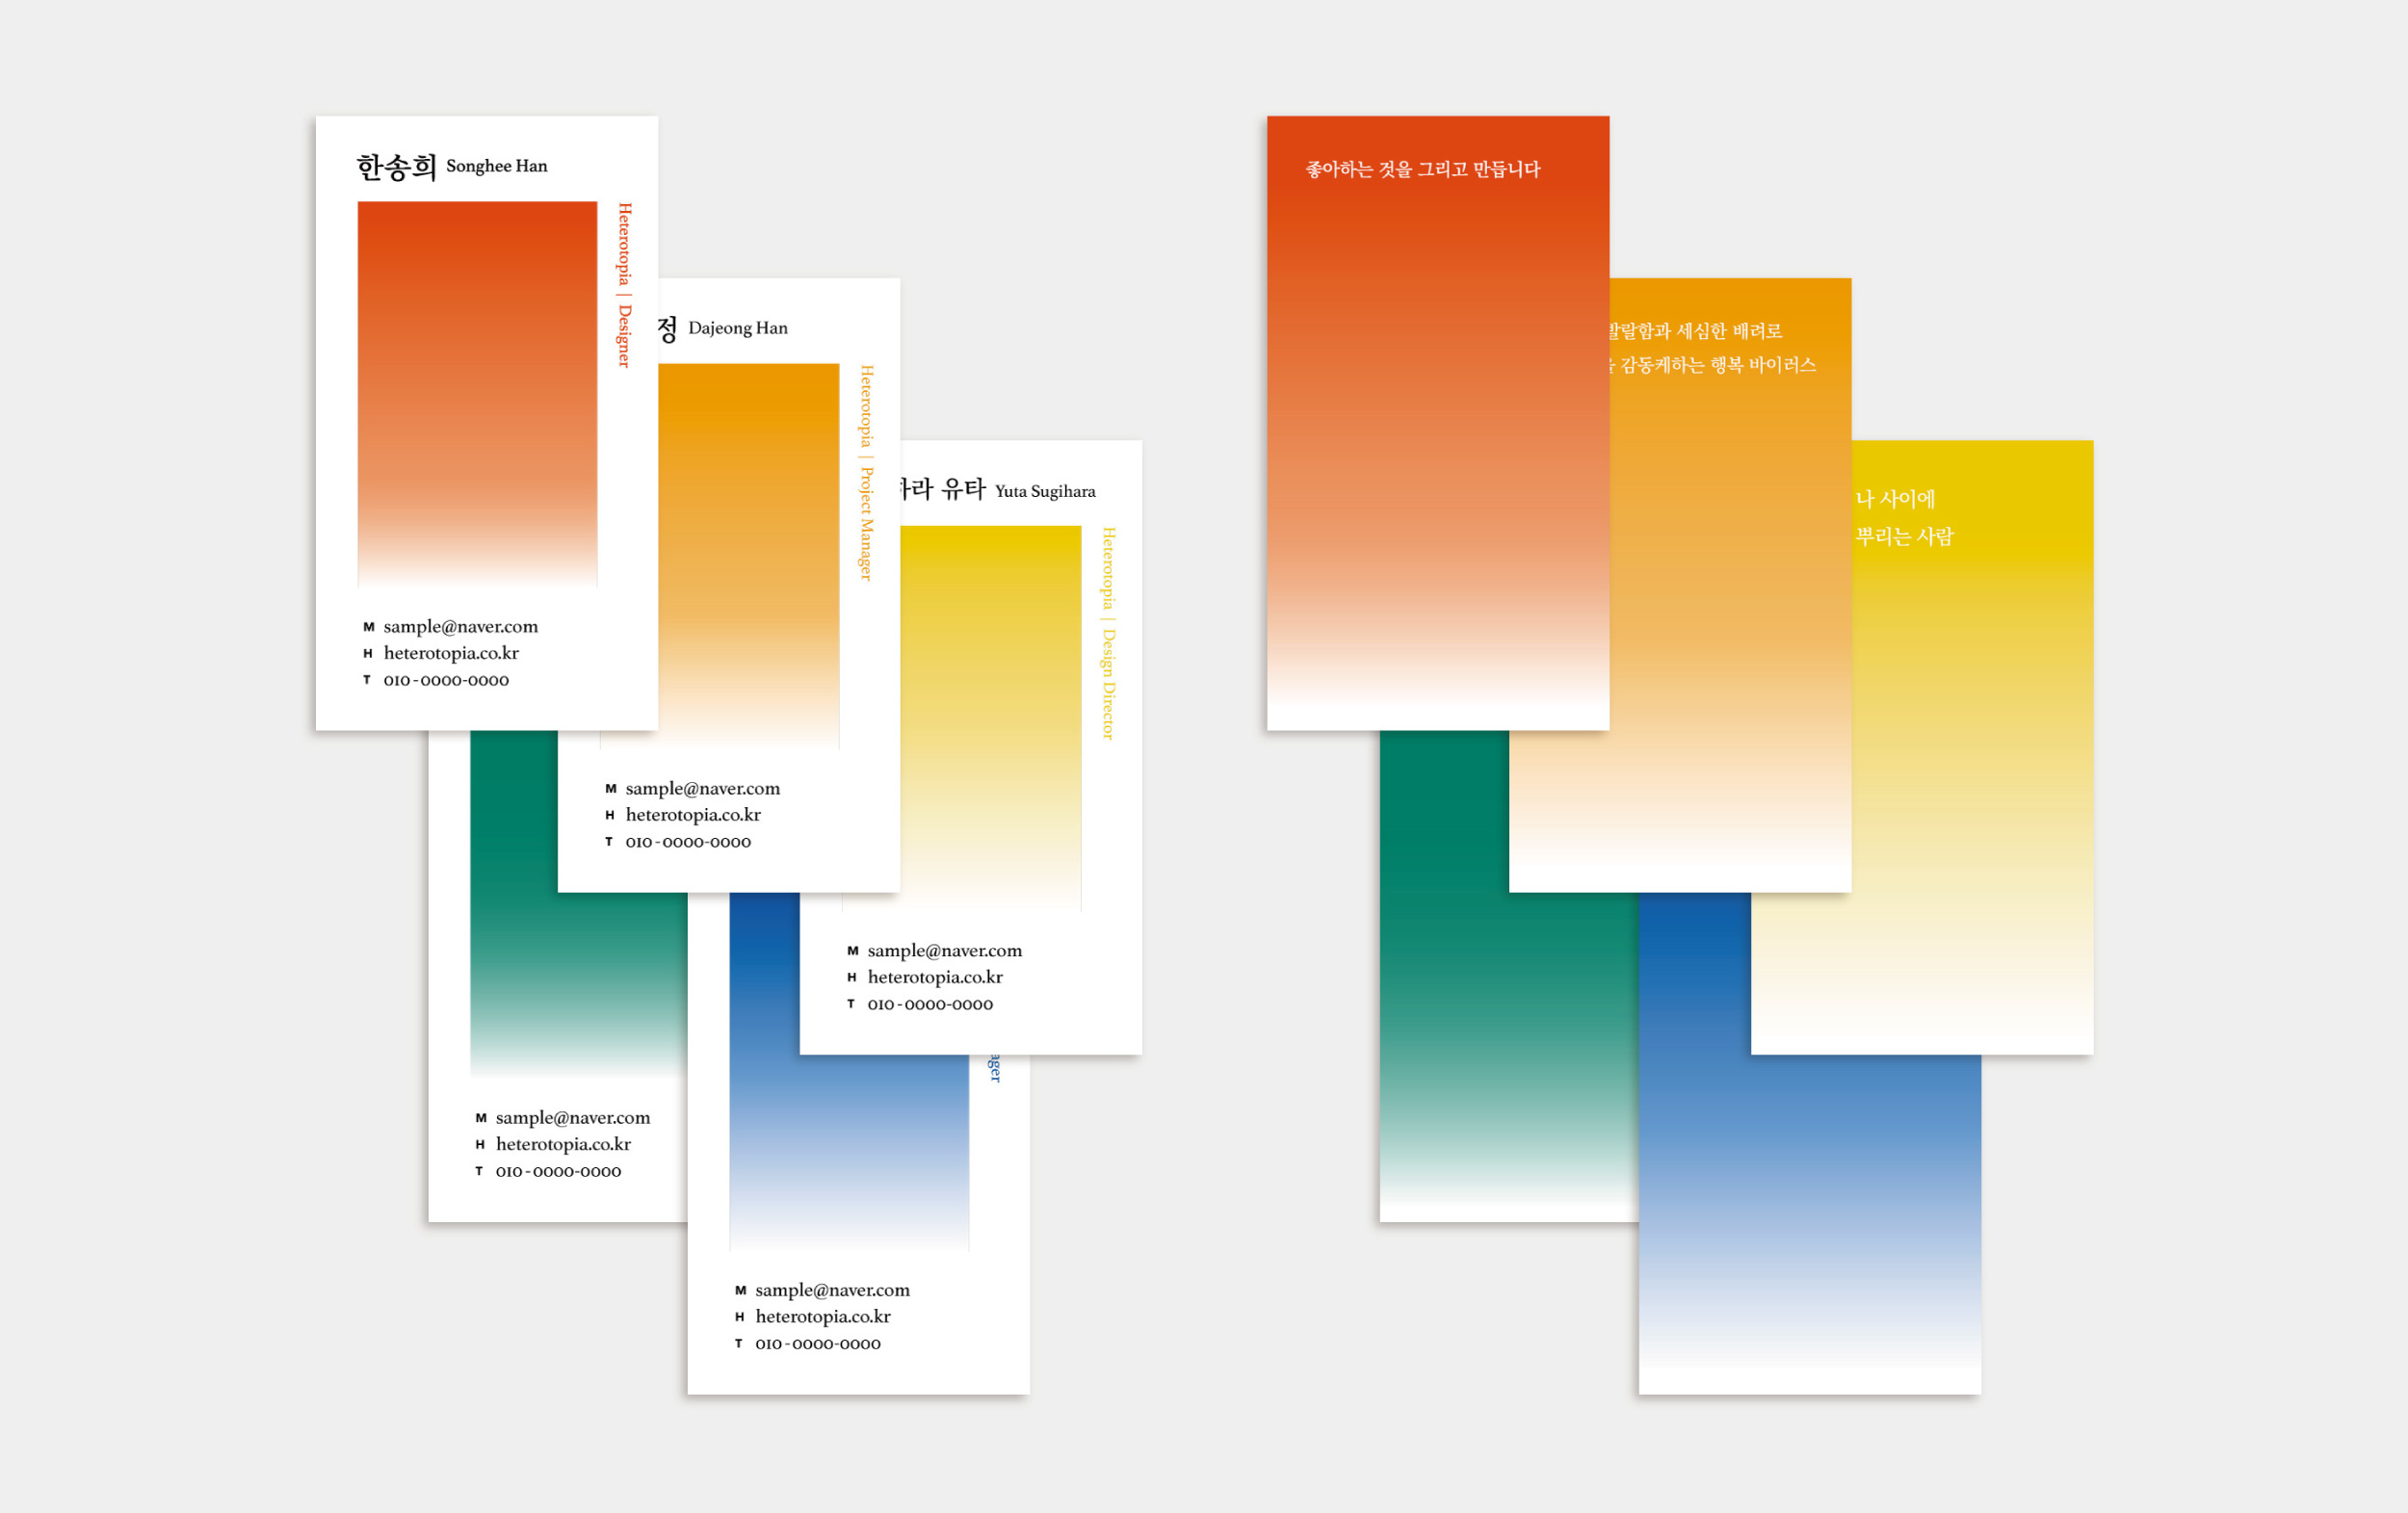 한송희 Songhee Han
Heterotopia | Designer
M sample@naver.com
H heterotopia.co.kr
T 010-0000-0000
정 Dajeong Han
Heterotopia | Project Manager
M sample@naver.com
H heterotopia.co.kr
T 010-0000-0000
라 유타 Yuta Sugihara
Heterotopia | Design Director
M sample@naver.com
H heterotopia.co.kr
T 010-0000-0000
M sample@naver.com
H heterotopia.co.kr
T 010-0000-0000
ager
M sample@naver.com
H heterotopia.co.kr
T 010-0000-0000
좋아하는 것을 그리고 만듭니다
발랄함과 세심한 배려로
감동케하는 행복 바이러스
나 사이에
뿌리는 사람